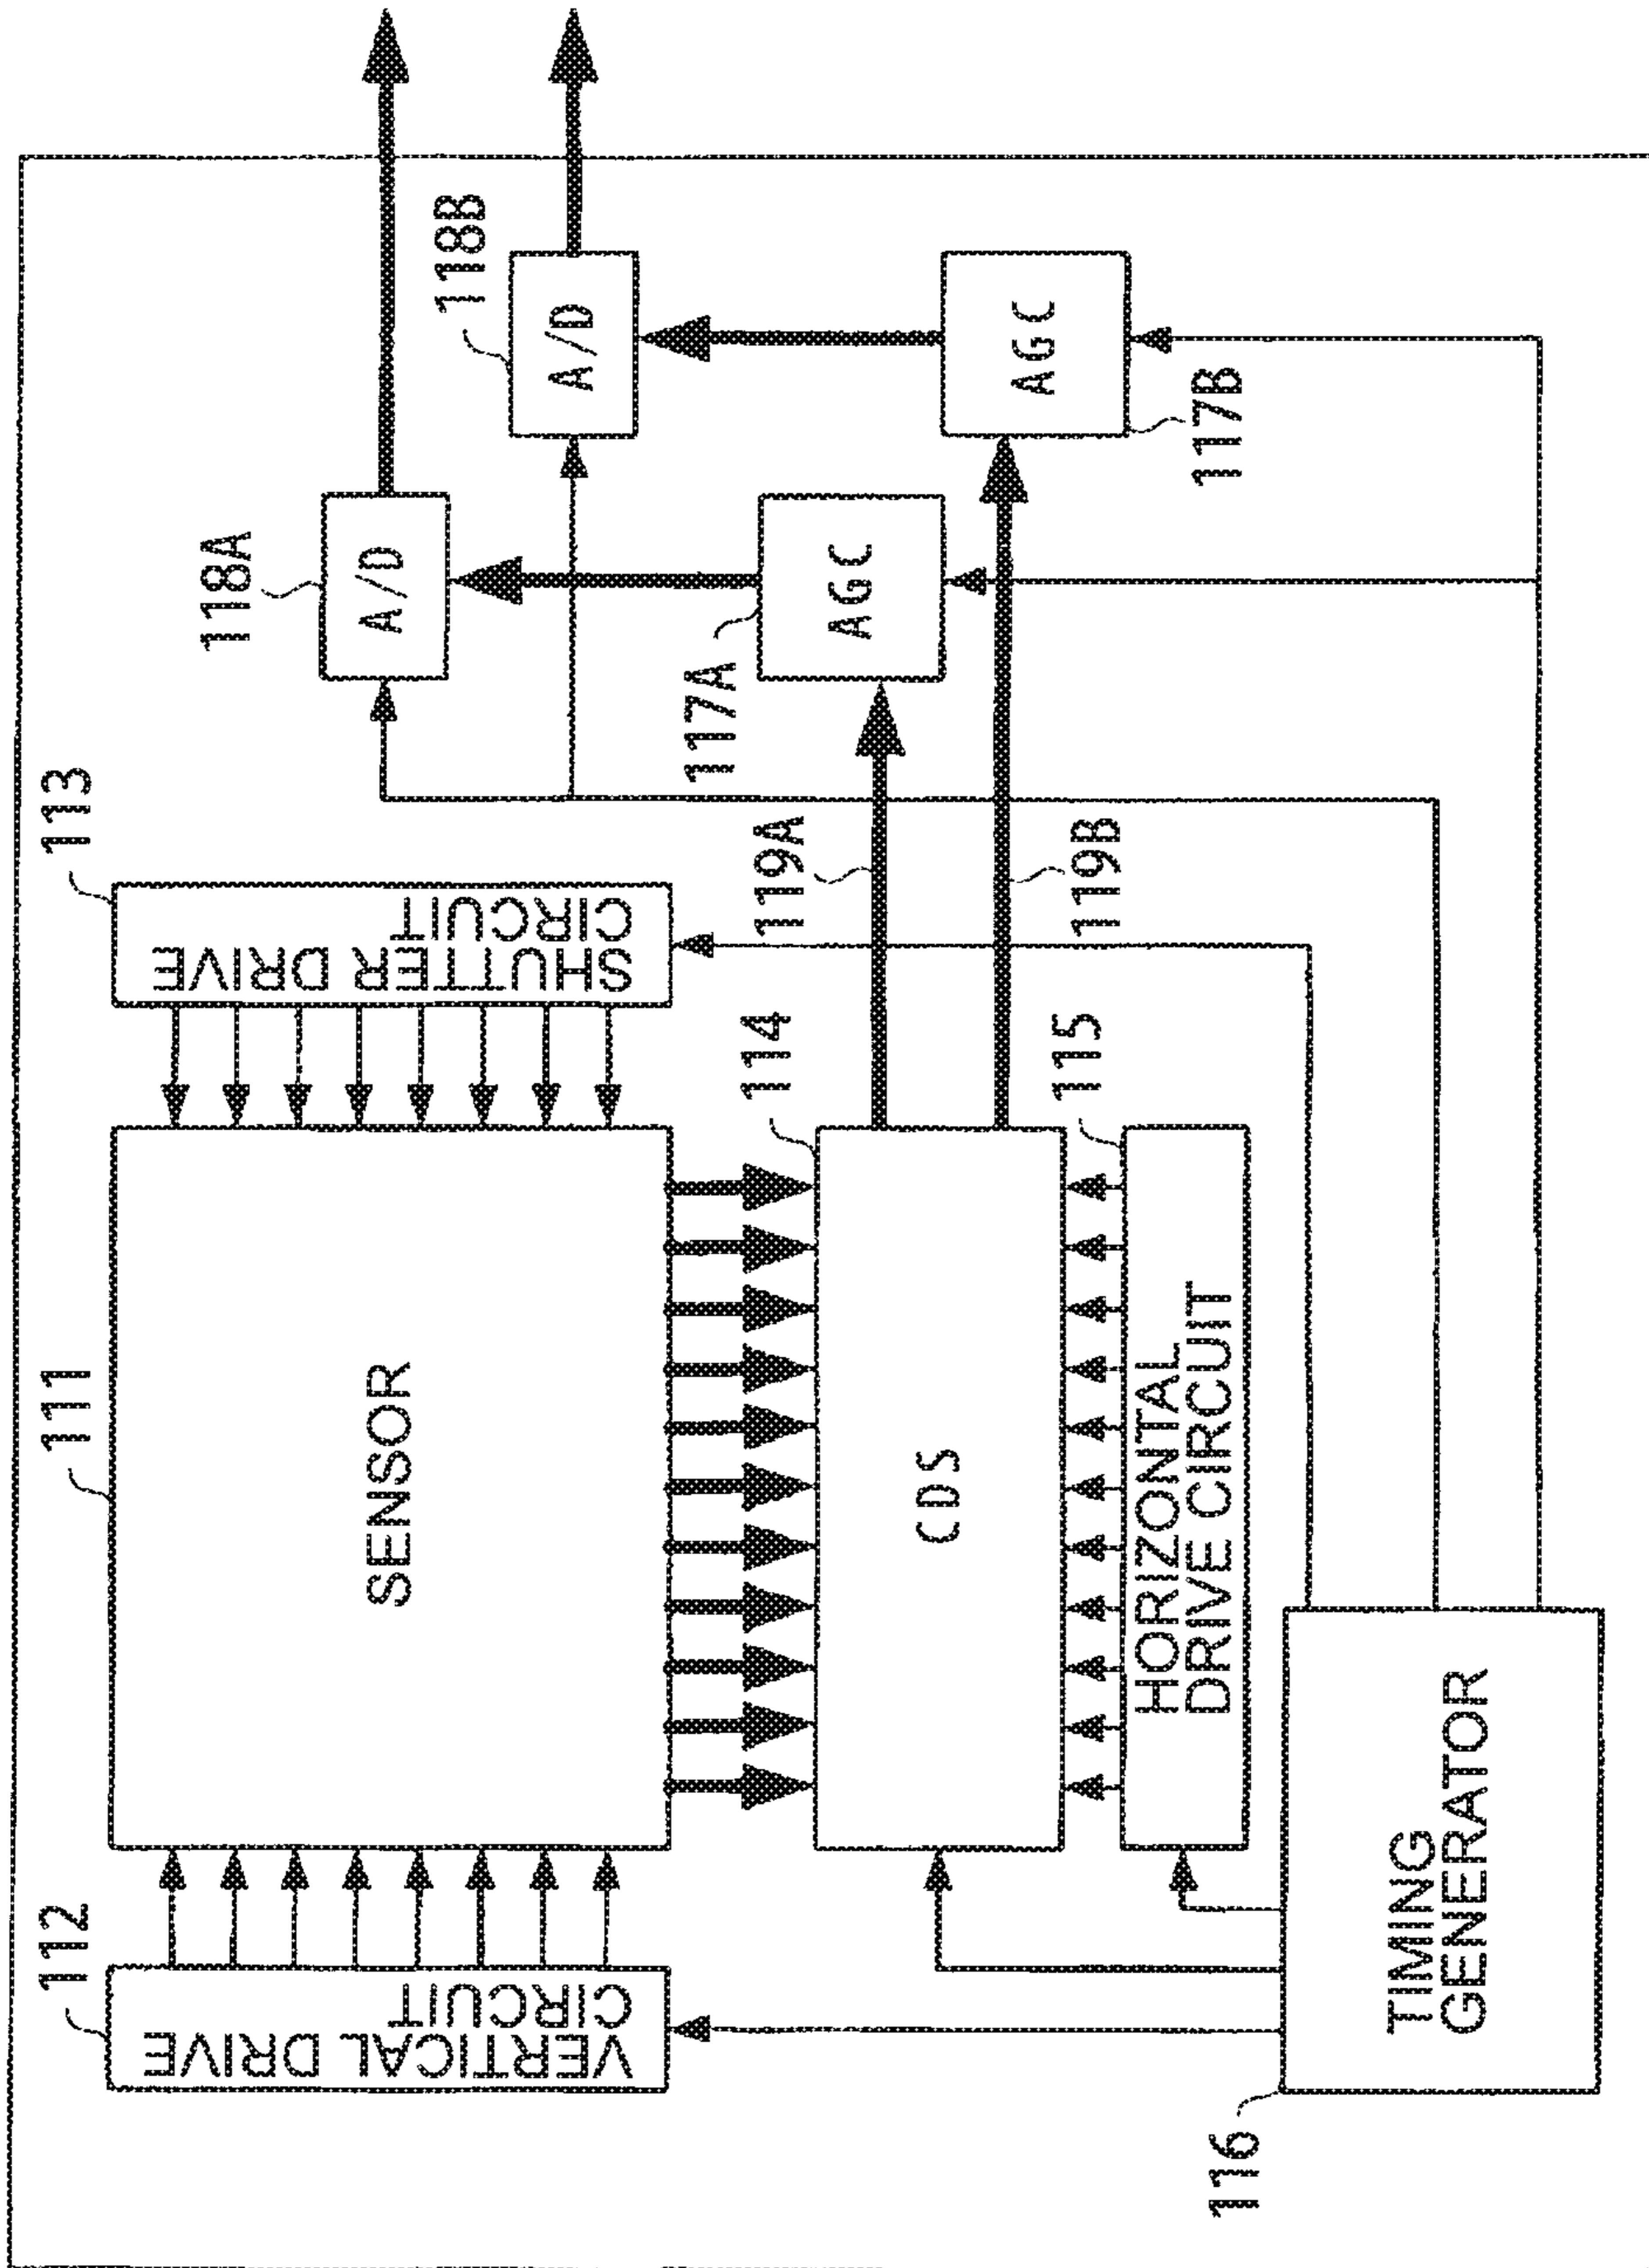 112
111
113
118A
118B
VERTICAL DRIVE
CIRCUIT
SENSOR
SHUTTER DRIVE
CIRCUIT
A/D
A/D
114
119A
117A
CDS
AGC
AGC
115
119B
117B
HORIZONTAL
DRIVE CIRCUIT
116
TIMING
GENERATOR